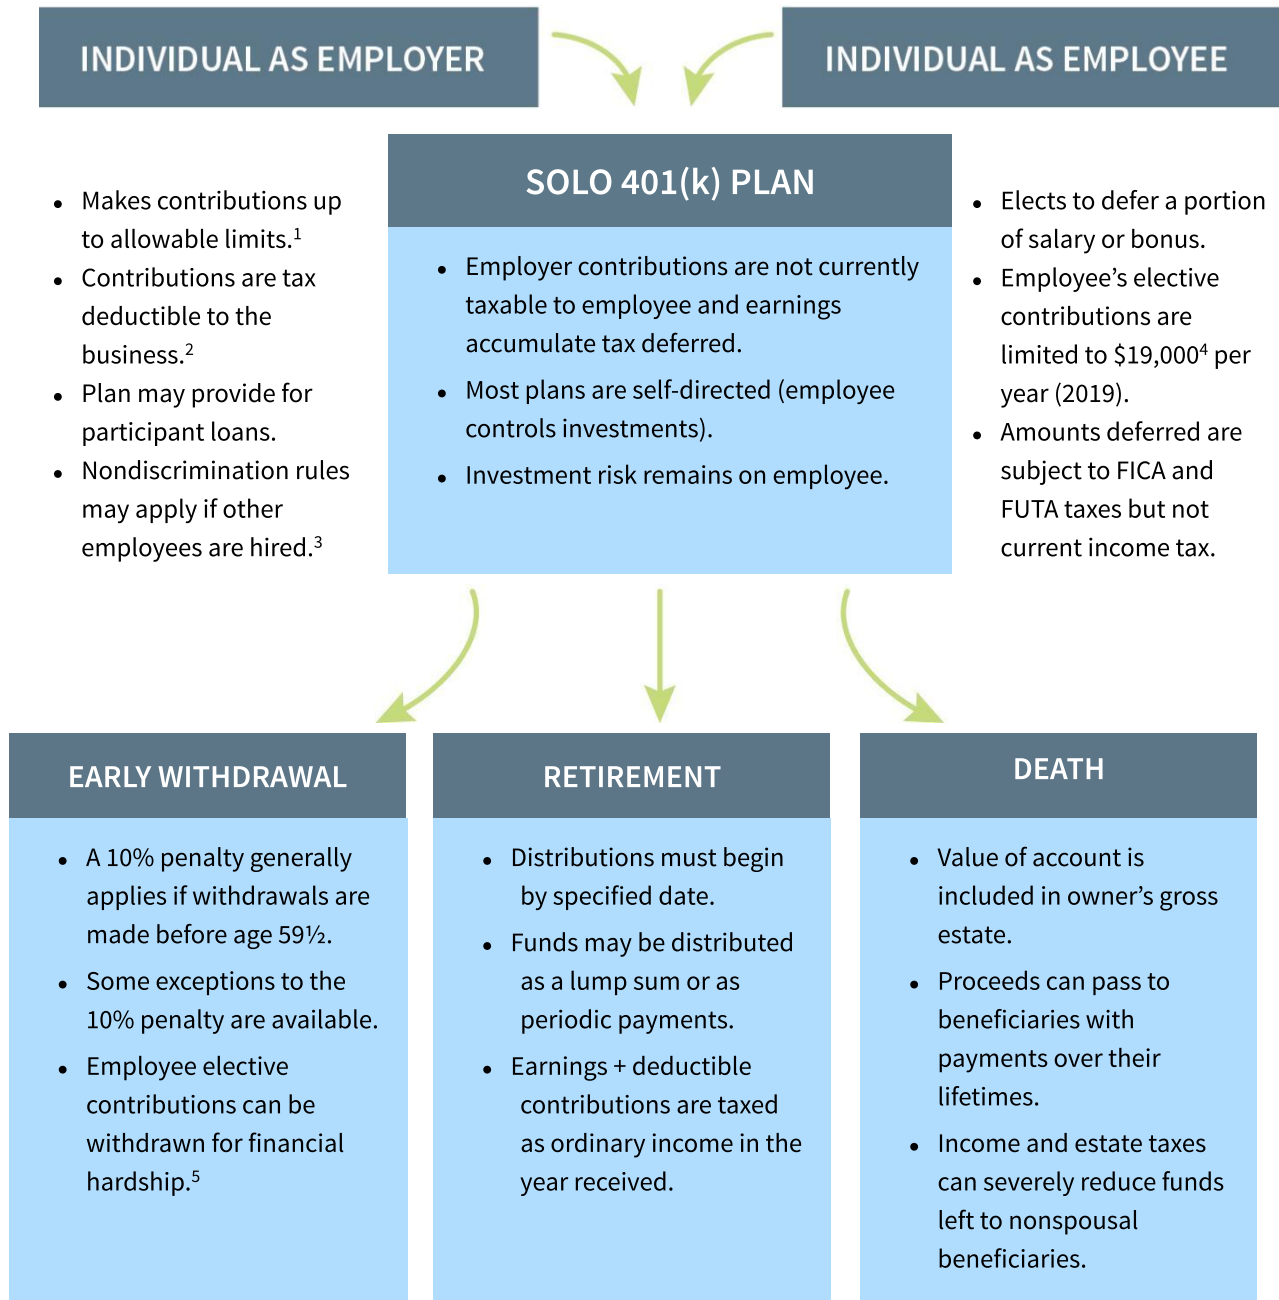 INDIVIDUAL AS EMPLOYER
INDIVIDUAL AS EMPLOYEE
• Makes contributions up
to allowable limits.¹
• Contributions are tax
deductible to the
business.²
• Plan may provide for
participant loans.
• Nondiscrimination rules
may apply if other
employees are hired.³
SOLO 401(k) PLAN
• Employer contributions are not currently
taxable to employee and earnings
accumulate tax deferred.
• Most plans are self-directed (employee
controls investments).
• Investment risk remains on employee.
• Elects to defer a portion
of salary or bonus.
• Employee’s elective
contributions are
limited to $19,000⁴ per
year (2019).
• Amounts deferred are
subject to FICA and
FUTA taxes but not
current income tax.
EARLY WITHDRAWAL
• A 10% penalty generally
applies if withdrawals are
made before age 59½.
• Some exceptions to the
10% penalty are available.
• Employee elective
contributions can be
withdrawn for financial
hardship.⁵
RETIREMENT
• Distributions must begin
by specified date.
• Funds may be distributed
as a lump sum or as
periodic payments.
• Earnings + deductible
contributions are taxed
as ordinary income in the
year received.
DEATH
• Value of account is
included in owner’s gross
estate.
• Proceeds can pass to
beneficiaries with
payments over their
lifetimes.
• Income and estate taxes
can severely reduce funds
left to nonspousal
beneficiaries.